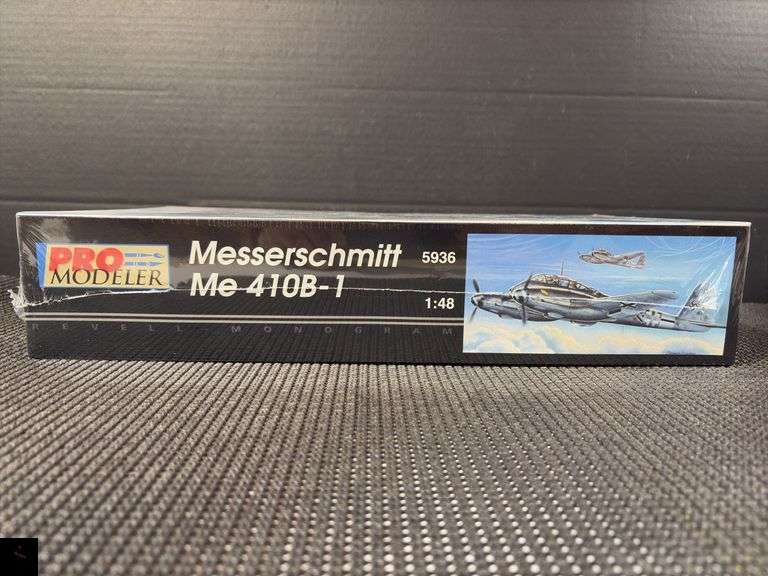 PRO
MODELER
Messerschmitt
Me 410B-1
5936
1:48
REVELL MONOGRAM